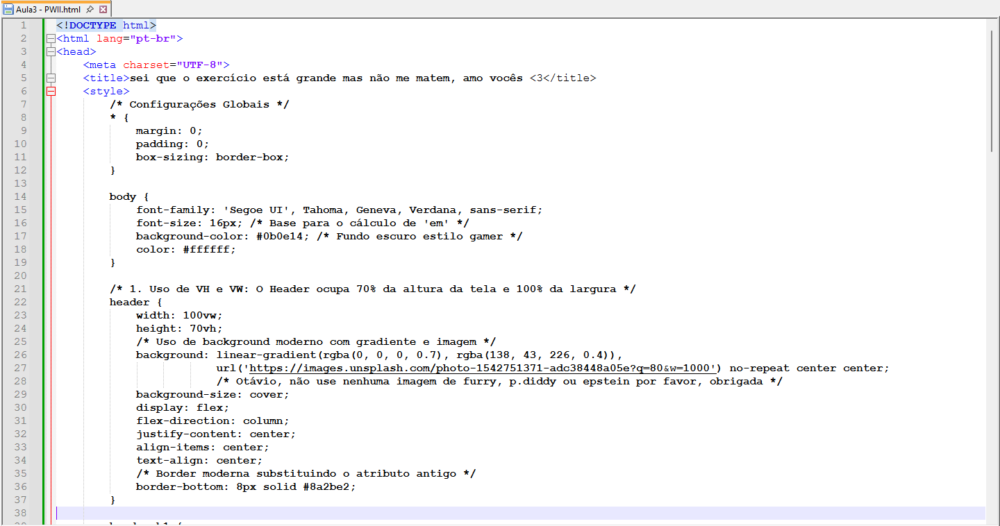 Aula3 - PWII.html
1 <!DOCTYPE html>
2 <html lang="pt-br">
3 <head>
4 <meta charset="UTF-8">
5 <title>sei que o exercício está grande mas não me matem, amo vocês <3</title>
6 <style>
7 /* Configurações Globais */
8 * {
9 margin: 0;
10 padding: 0;
11 box-sizing: border-box;
12 }
13
14 body {
15 font-family: 'Segoe UI', Tahoma, Geneva, Verdana, sans-serif;
16 font-size: 16px; /* Base para o cálculo de 'em' */
17 background-color: #0b0e14; /* Fundo escuro estilo gamer */
18 color: #ffffff;
19 }
20
21 /* 1. Uso de VH e VW: O Header ocupa 70% da altura da tela e 100% da largura */
22 header {
23 width: 100vw;
24 height: 70vh;
25 /* Uso de background moderno com gradiente e imagem */
26 background: linear-gradient(rgba(0, 0, 0, 0.7), rgba(138, 43, 226, 0.4)),
27 url('https://images.unsplash.com/photo-1542751371-adc38448a05e?q=80&w=1000') no-repeat center center;
28 /* Otávio, não use nenhuma imagem de furry, p.diddy ou epstein por favor, obrigada */
29 background-size: cover;
30 display: flex;
31 flex-direction: column;
32 justify-content: center;
33 align-items: center;
34 text-align: center;
35 /* Border moderna substituindo o atributo antigo */
36 border-bottom: 8px solid #8a2be2;
37 }
38